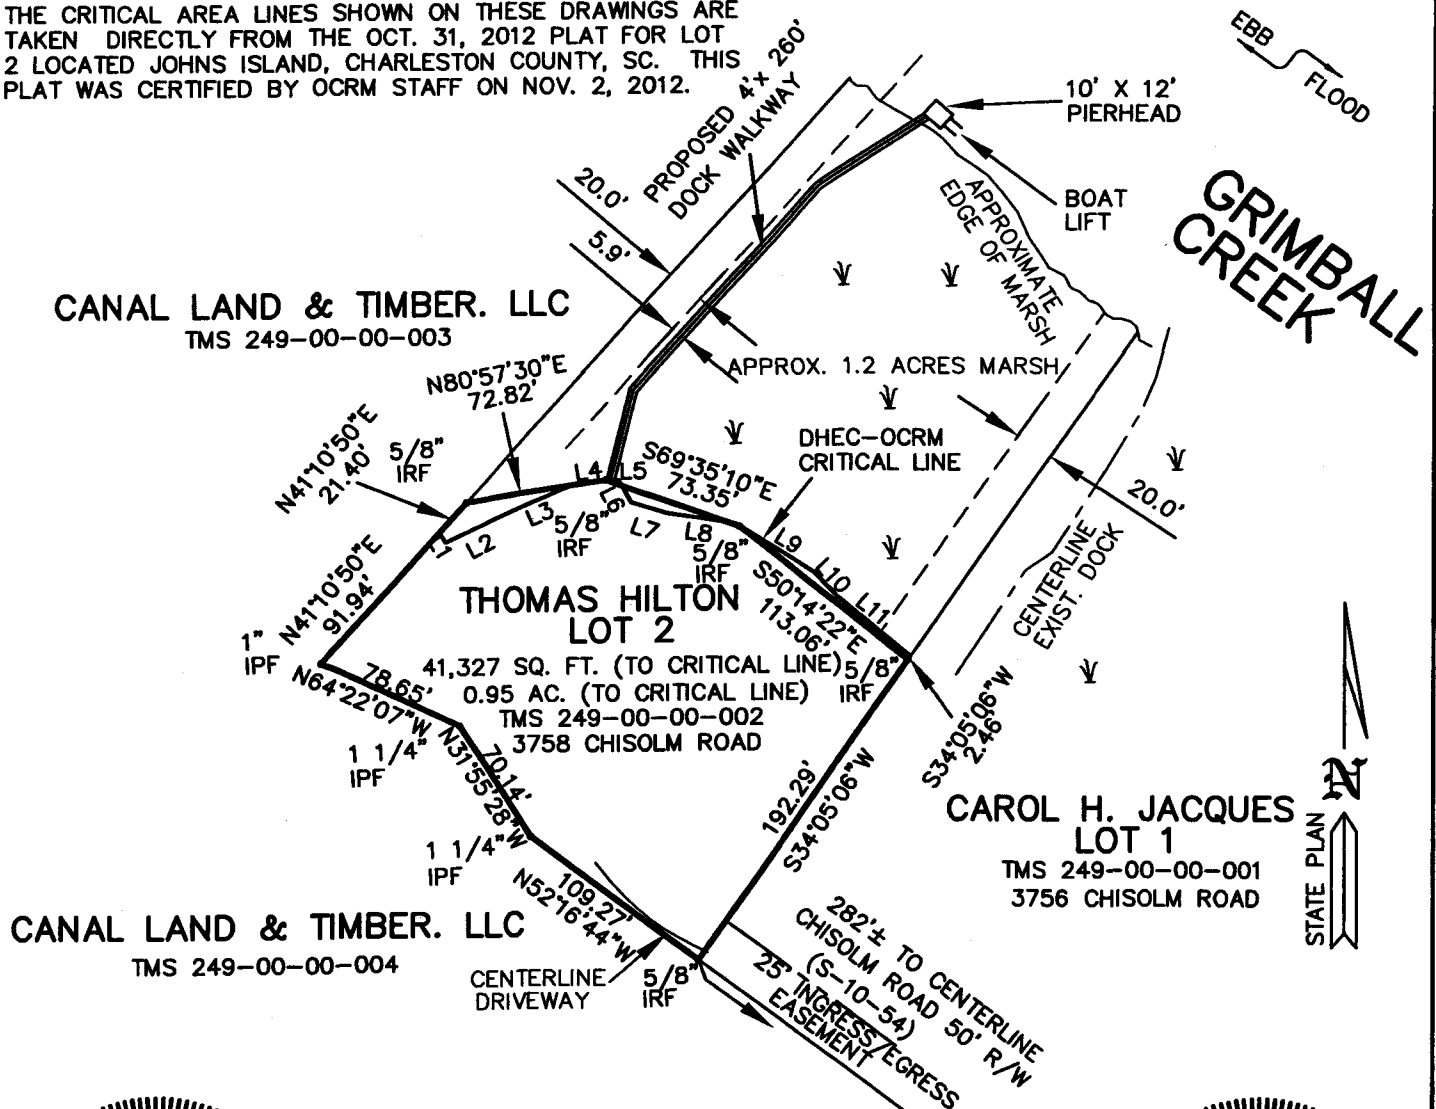 THE CRITICAL AREA LINES SHOWN ON THESE DRAWINGS ARE
TAKEN DIRECTLY FROM THE OCT. 31, 2012 PLAT FOR LOT
2 LOCATED JOHNS ISLAND, CHARLESTON COUNTY, SC. THIS
PLAT WAS CERTIFIED BY OCRM STAFF ON NOV. 2, 2012.
EBB
FLOOD
PROPOSED 4'x 260'
DOCK WALKWAY
10' X 12'
PIERHEAD
BOAT
LIFT
GRIMBALL
CREEK
20.0'
5.9'
APPROXIMATE
EDGE OF MARSH
CANAL LAND & TIMBER. LLC
TMS 249-00-00-003
APPROX. 1.2 ACRES MARSH
N80°57'30"E
72.82'
N41°10'50"E
21.40'
5/8"
IRF
DHEC-OCRM
CRITICAL LINE
S69°35'10"E
73.35'
20.0'
L1
L2
L3
L4
L5
L6
L7
L8
L9
L10
L11
5/8"
IRF
5/8"
IRF
CENTERLINE
EXIST. DOCK
N41°10'50"E
91.94'
1"
IPF
THOMAS HILTON
LOT 2
41,327 SQ. FT. (TO CRITICAL LINE)
0.95 AC. (TO CRITICAL LINE)
TMS 249-00-00-002
3758 CHISOLM ROAD
S50°14'22"E
113.06'
5/8"
IRF
S34°05'06"W
2.46'
78.65'
N64°22'07"W
1 1/4"
IPF
70.14'
N31°55'28"W
1 1/4"
IPF
192.29'
S34°05'06"W
CAROL H. JACQUES
LOT 1
TMS 249-00-00-001
3756 CHISOLM ROAD
N
STATE PLAN
109.27'
N52°16'44"W
CANAL LAND & TIMBER. LLC
TMS 249-00-00-004
CENTERLINE
DRIVEWAY
5/8"
IRF
282'± TO CENTERLINE
CHISOLM ROAD 50' R/W
(S-10-54)
25' INGRESS/EGRESS
EASEMENT